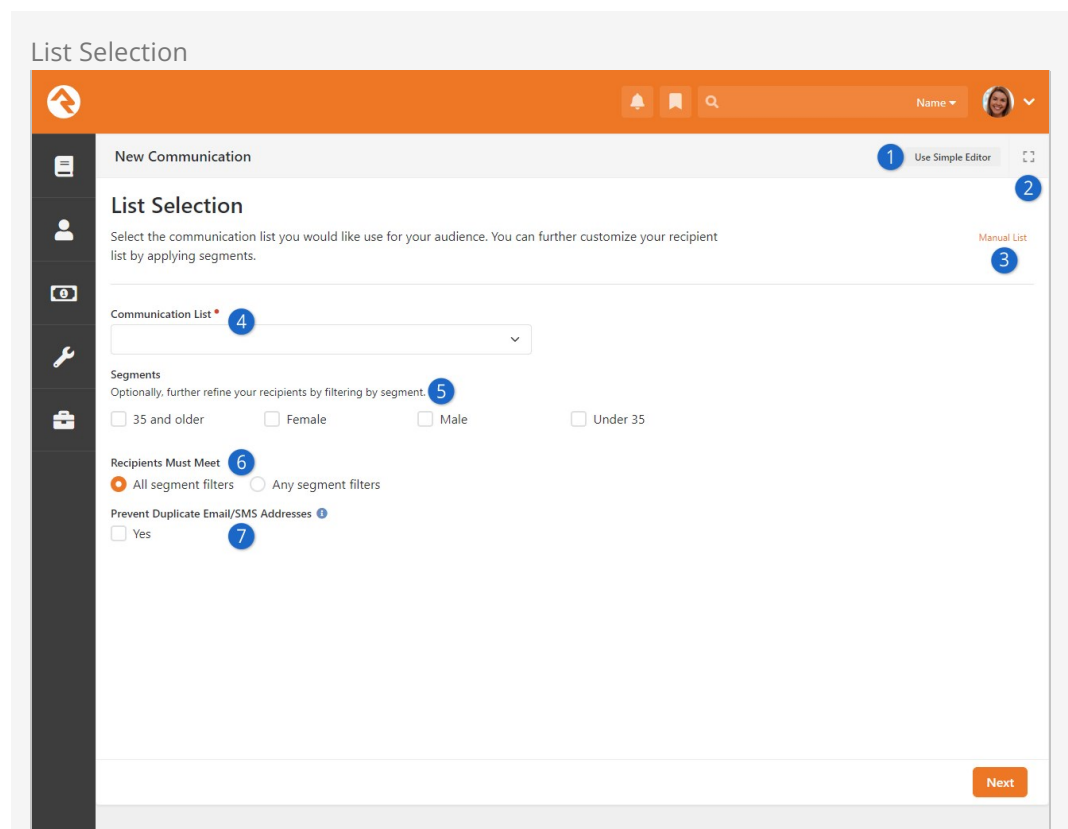 List Selection
Name
New Communication
1
Use Simple Editor
2
List Selection
Select the communication list you would like use for your audience. You can further customize your recipient
list by applying segments.
Manual List
3
Communication List
4
Segments
Optionally, further refine your recipients by filtering by segment.
5
35 and older
Female
Male
Under 35
Recipients Must Meet
6
All segment filters
Any segment filters
Prevent Duplicate Email/SMS Addresses
Yes
7
Next